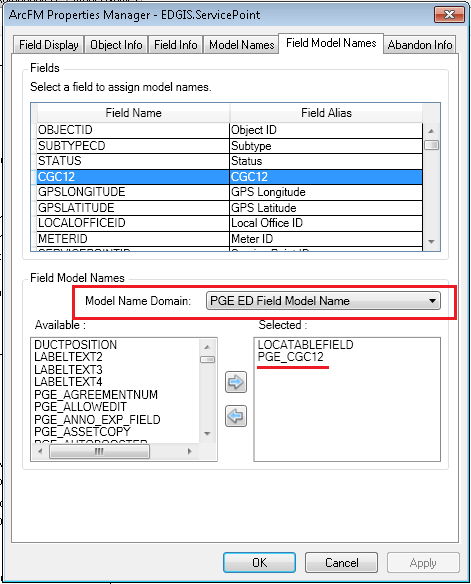 ArcFM Properties Manager - EDGIS.ServicePoint
Field Display Object Info Field Info Model Names Field Model Names Abandon Info
Fields
Select a field to assign model names.
Field Name Field Alias
OBJECTID Object ID
SUBTYPECD Subtype
STATUS Status
CGC12 CGC12
GPSLONGITUDE GPS Longitude
GPSLATITUDE GPS Latitude
LOCALOFFICEID Local Office ID
METERID Meter ID
Field Model Names
Model Name Domain: PGE ED Field Model Name
Available : Selected :
DUCTPOSITION LOCATABLEFIELD
LABELTEXT2 PGE_CGC12
LABELTEXT3
LABELTEXT4
PGE_AGREEMENTNUM
PGE_ALLOWEDIT
PGE_ANNO_EXP_FIELD
PGE_ASSETCOPY
OK Cancel Apply